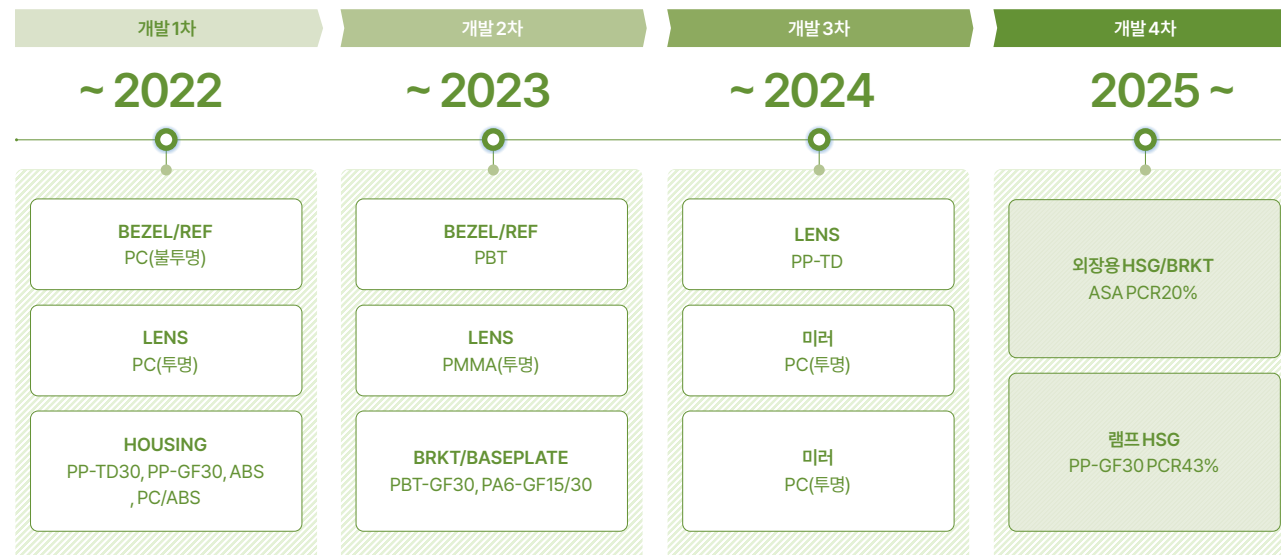 개발 1차
개발 2차
개발 3차
개발 4차
~ 2022
~ 2023
~ 2024
2025 ~
BEZEL/REF
PC(불투명)
LENS
PC(투명)
HOUSING
PP-TD30, PP-GF30, ABS
, PC/ABS
BEZEL/REF
PBT
LENS
PMMA(투명)
BRKT/BASEPLATE
PBT-GF30, PA6-GF15/30
LENS
PP-TD
미러
PC(투명)
미러
PC(투명)
외장용 HSG/BRKT
ASA PCR20%
램프 HSG
PP-GF30 PCR43%